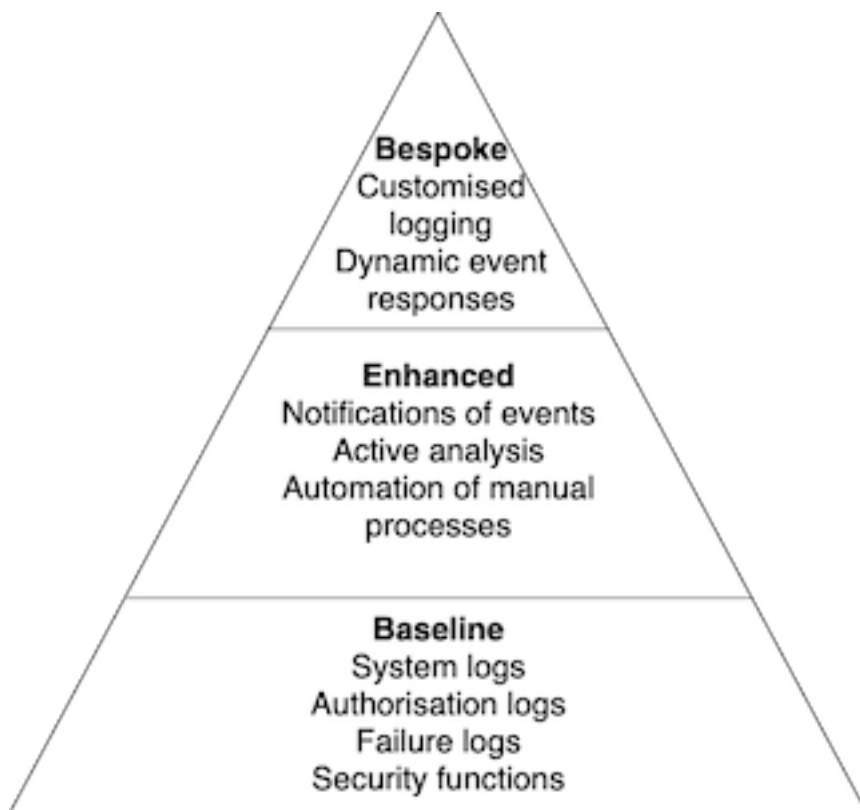 Bespoke
Customised
logging
Dynamic event
responses
Enhanced
Notifications of events
Active analysis
Automation of manual
processes
Baseline
System logs
Authorisation logs
Failure logs
Security functions